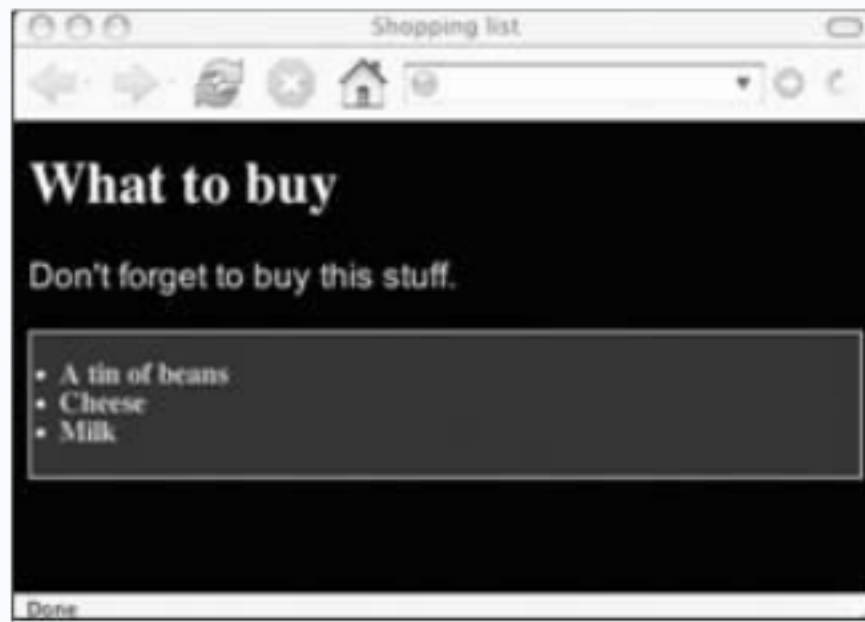 Shopping list
What to buy
Don't forget to buy this stuff.
• A tin of beans
• Cheese
• Milk
Done